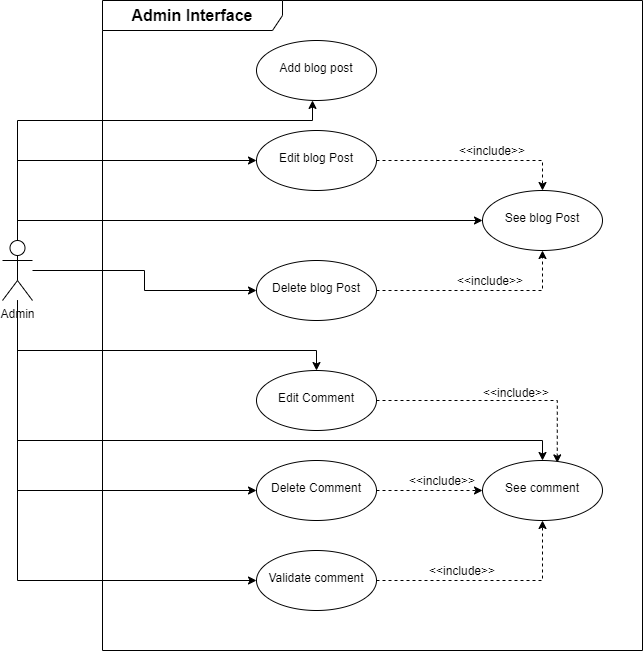 Admin Interface
Add blog post
Edit blog Post
<<include>>
See blog Post
Admin
Delete blog Post
<<include>>
Edit Comment
<<include>>
Delete Comment
<<include>>
See comment
Validate comment
<<include>>